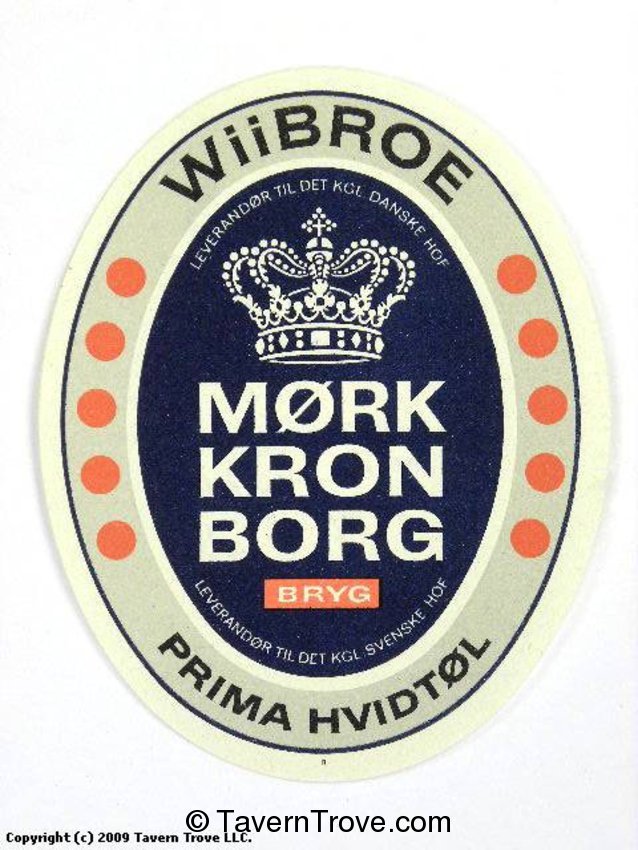 WiiBROE
LEVERANDØR TIL DET KGL. DANSKE HOF
MØRK
KRON
BORG
BRYG
LEVERANDØR TIL DET KGL. SVENSKE HOF
PRIMA HVIDTØL
© TavernTrove.com
Copyright (c) 2009 Tavern Trove LLC.